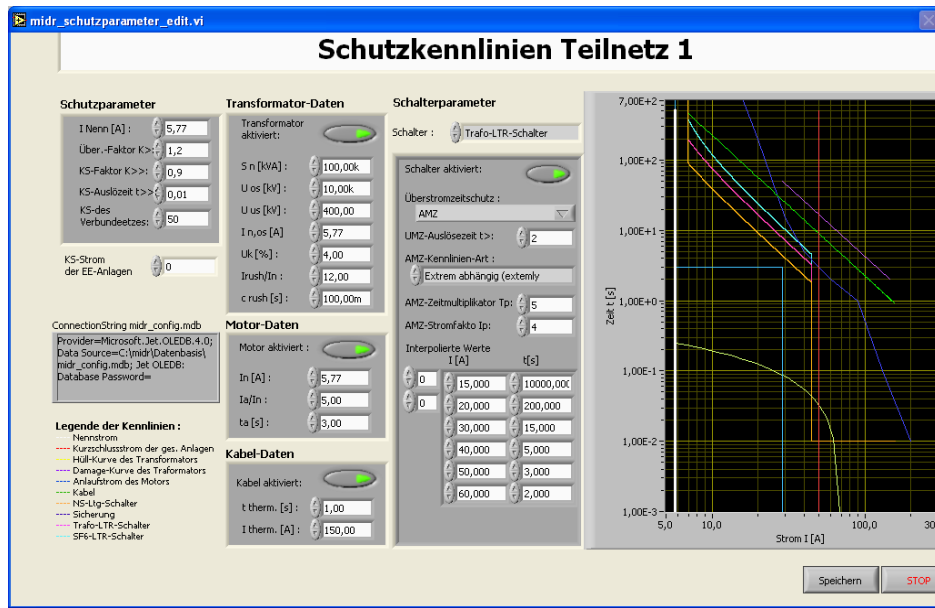 midr_schutzparameter_edit.vi
Schutzkennlinien Teilnetz 1
Schutzparameter
I Nenn [A] : 5,77
Über.-Faktor K>: 1,2
KS-Faktor K>>: 0,9
KS-Auslözeit t>> 0,01
KS-des
Verbundeetzes: 50
KS-Strom
der EE-Anlagen 0
ConnectionString midr_config.mdb
Provider=Microsoft.Jet.OLEDB.4.0;
Data Source=C:\midr\Datenbasis\
midr_config.mdb; Jet OLEDB:
Database Password=
Legende der Kennlinien :
Nennstrom
Kurzschlussstrom der ges. Anlagen
Hüll-Kurve des Transformators
Damage-Kurve des Traformators
Anlaufstrom des Motors
Kabel
NS-Ltg-Schalter
Sicherung
Trafo-LTR-Schalter
SF6-LTR-Schalter
Transformator-Daten
Transformator
aktiviert:
S n [kVA] : 100,00k
U os [kV] : 10,00k
U us [kV] : 400,00
I n,os [A] 5,77
Uk [%] : 4,00
Irush/In : 12,00
c rush [s] : 100,00m
Motor-Daten
Motor aktiviert :
In [A] : 5,77
Ia/In : 5,00
ta [s] : 3,00
Kabel-Daten
Kabel aktiviert:
t therm. [s] : 1,00
I therm. [A] : 150,00
Schalterparameter
Schalter : Trafo-LTR-Schalter
Schalter aktiviert:
Überstromzeitschutz :
AMZ
UMZ-Auslösezeit t>: 2
AMZ-Kennlinien-Art :
Extrem abhängig (extemly
AMZ-Zeitmultiplikator Tp: 5
AMZ-Stromfakto Ip: 4
Interpolierte Werte
I [A] t[s]
0 15,000 10000,00(
0 20,000 200,000
30,000 15,000
40,000 5,000
50,000 3,000
60,000 2,000
7,00E+2
1,00E+2
1,00E+1
1,00E+0
1,00E-1
1,00E-2
1,00E-3
Zeit t [s]
5,0 10,0 100,0 30
Strom I [A]
Speichern STOP